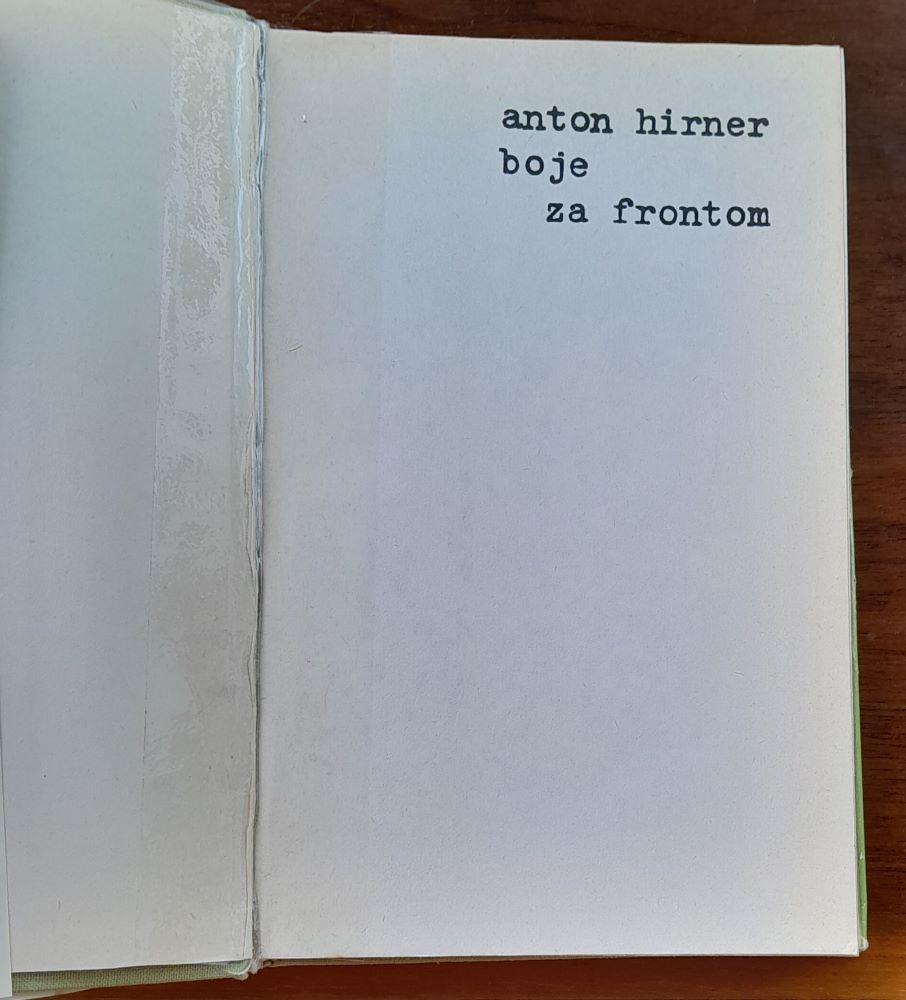 anton hirner
boje
za frontom